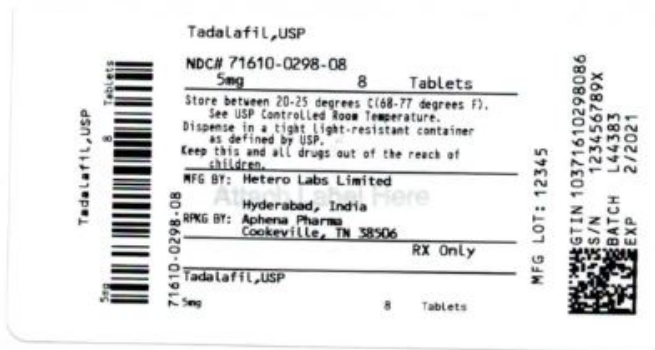 Tadalafil,USP
NDC# 71610-0298-08
5mg 8 Tablets
Store between 20-25 degrees C(68-77 degrees F).
See USP Controlled Room Temperature.
Dispense in a tight light-resistant container
as defined by USP.
Keep this and all drugs out of the reach of
children.
MFG BY: Hetero Labs Limited
Attach Label Here
Hyderabad, India
RPKG BY: Aphena Pharma
Cookeville, TN 38506
RX Only
Tadalafil,USP
5mg 8 Tablets
Tadalafil,USP
5mg 8 Tablets
71610-0298-08
MFG LOT: 12345
GTIN 10371610298086
S/N 123456789X
BATCH L44383
EXP 2/2021